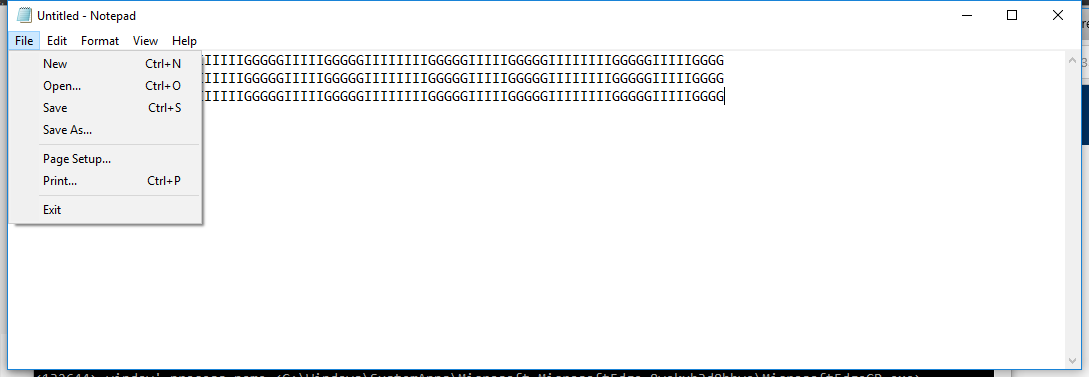 Untitled - Notepad
File Edit Format View Help
IIIIIGGGGGIIIIIGGGGGIIIIIIIIGGGGGIIIIIGGGGGIIIIIIIIGGGGGIIIIIGGGG
IIIIIGGGGGIIIIIGGGGGIIIIIIIIGGGGGIIIIIGGGGGIIIIIIIIGGGGGIIIIIGGGG
IIIIIGGGGGIIIIIGGGGGIIIIIIIIGGGGGIIIIIGGGGGIIIIIIIIGGGGGIIIIIGGGG
New Ctrl+N
Open... Ctrl+O
Save Ctrl+S
Save As...
Page Setup...
Print... Ctrl+P
Exit